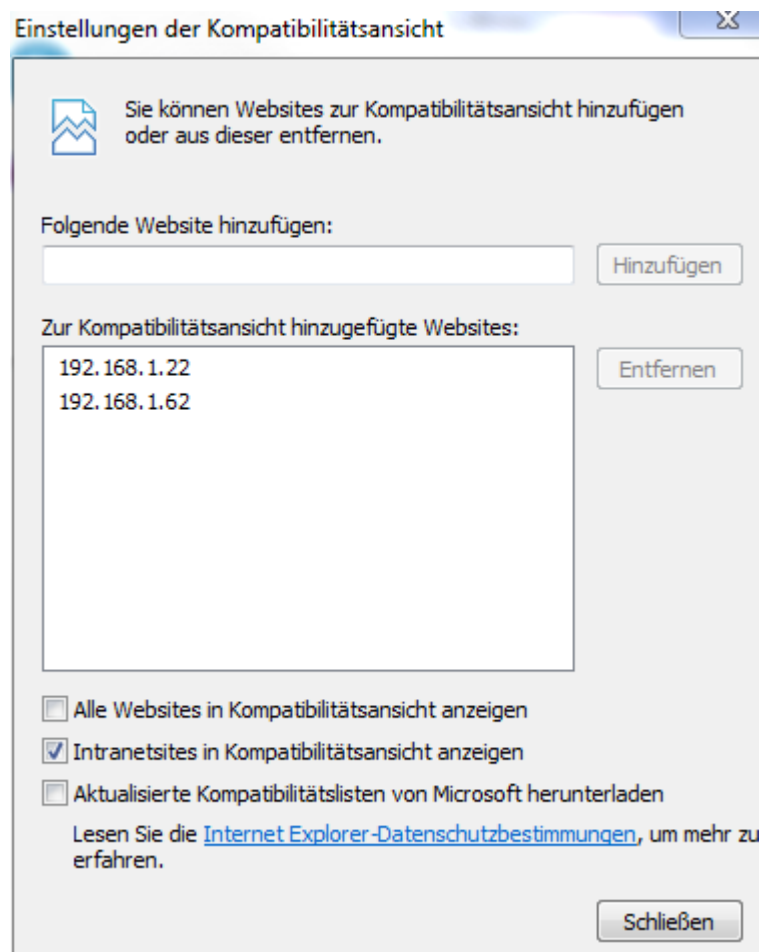 Einstellungen der Kompatibilitätsansicht
Sie können Websites zur Kompatibilitätsansicht hinzufügen
oder aus dieser entfernen.
Folgende Website hinzufügen:
Hinzufügen
Zur Kompatibilitätsansicht hinzugefügte Websites:
192.168.1.22
192.168.1.62
Entfernen
Alle Websites in Kompatibilitätsansicht anzeigen
Intranetsites in Kompatibilitätsansicht anzeigen
Aktualisierte Kompatibilitätslisten von Microsoft herunterladen
Lesen Sie die Internet Explorer-Datenschutzbestimmungen, um mehr zu
erfahren.
Schließen